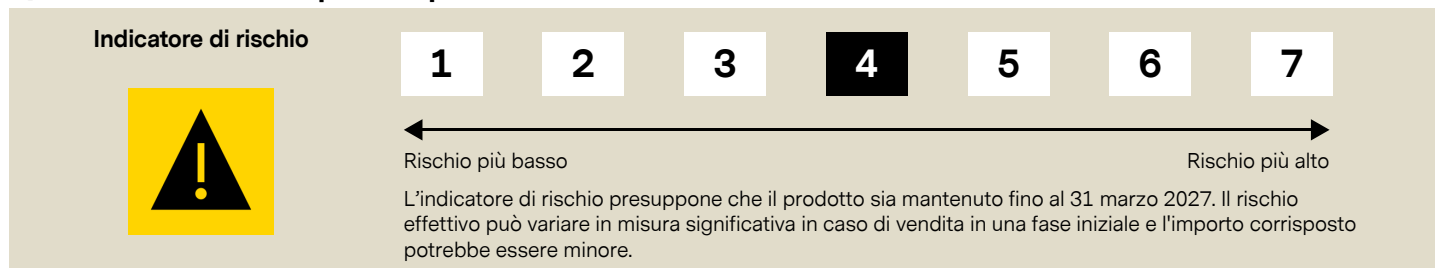 Indicatore di rischio
1 2 3 4 5 6 7
Rischio più basso Rischio più alto
L'indicatore di rischio presuppone che il prodotto sia mantenuto fino al 31 marzo 2027. Il rischio
effettivo può variare in misura significativa in caso di vendita in una fase iniziale e l'importo corrisposto
potrebbe essere minore.